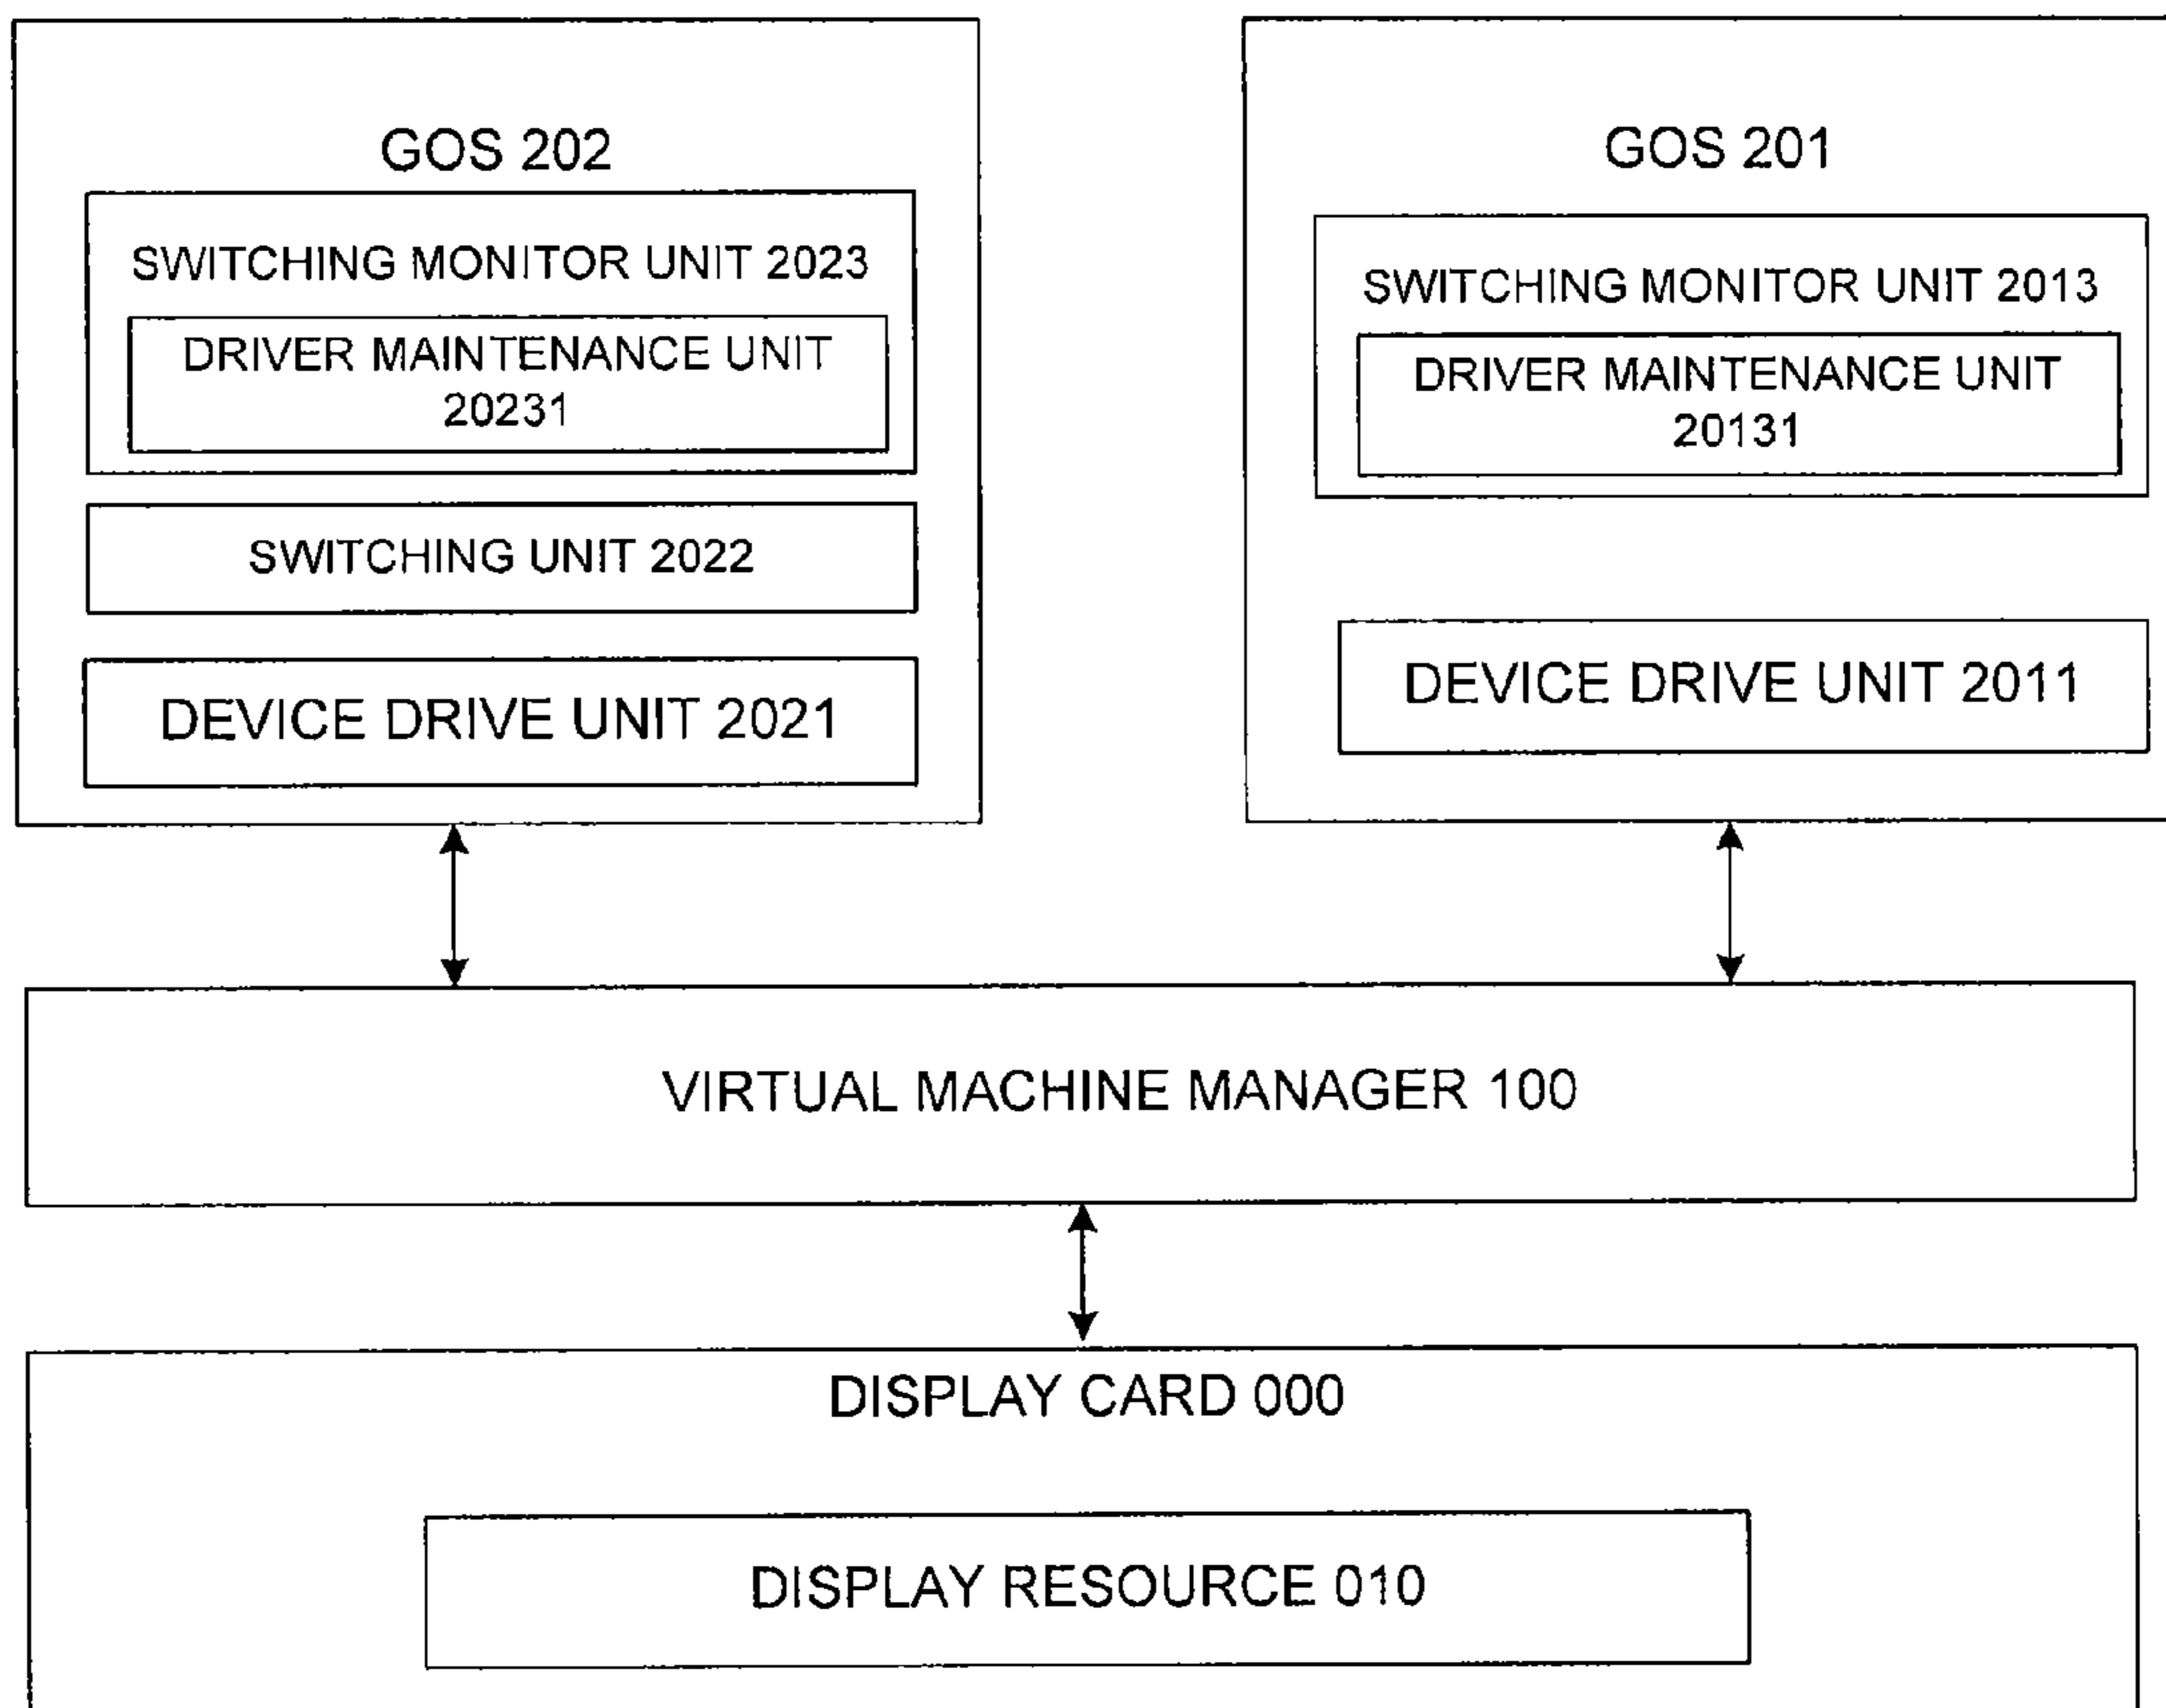 GOS 202
SWITCHING MONITOR UNIT 2023
DRIVER MAINTENANCE UNIT
20231
SWITCHING UNIT 2022
DEVICE DRIVE UNIT 2021
GOS 201
SWITCHING MONITOR UNIT 2013
DRIVER MAINTENANCE UNIT
20131
DEVICE DRIVE UNIT 2011
VIRTUAL MACHINE MANAGER 100
DISPLAY CARD 000
DISPLAY RESOURCE 010